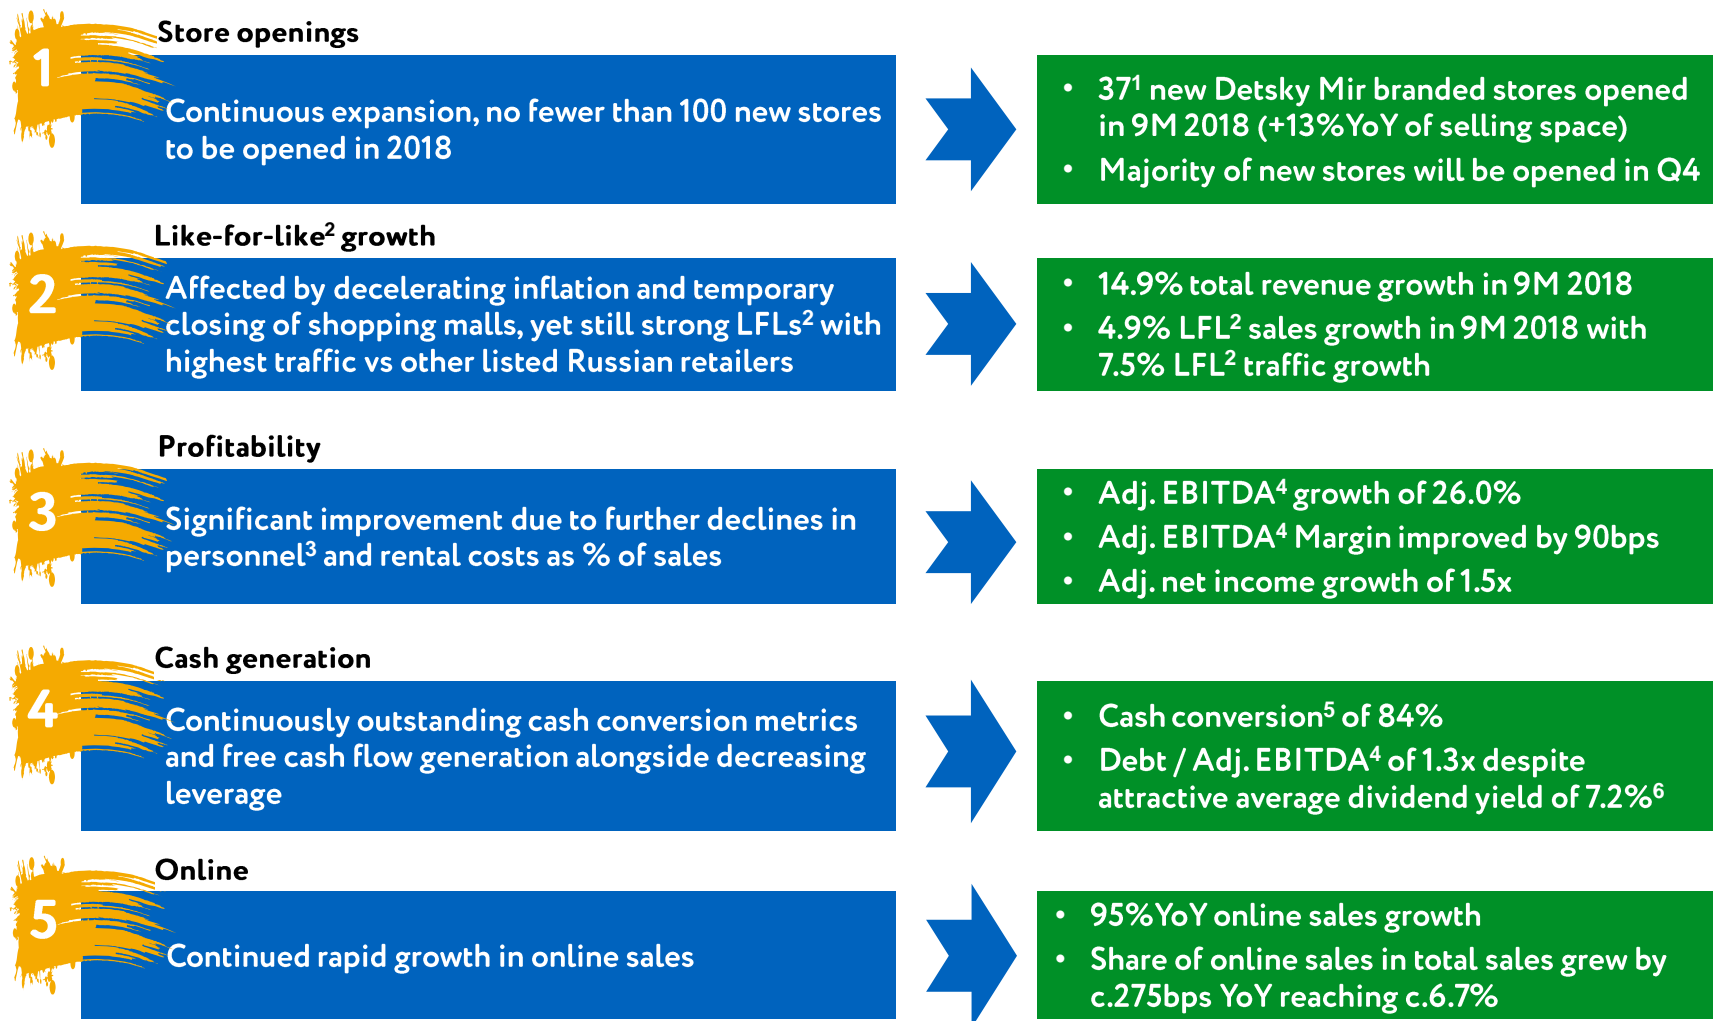 1
Store openings
Continuous expansion, no fewer than 100 new stores
to be opened in 2018
• 37¹ new Detsky Mir branded stores opened
in 9M 2018 (+13% YoY of selling space)
• Majority of new stores will be opened in Q4
2
Like-for-like² growth
Affected by decelerating inflation and temporary
closing of shopping malls, yet still strong LFLs² with
highest traffic vs other listed Russian retailers
• 14.9% total revenue growth in 9M 2018
• 4.9% LFL² sales growth in 9M 2018 with
7.5% LFL² traffic growth
3
Profitability
Significant improvement due to further declines in
personnel³ and rental costs as % of sales
• Adj. EBITDA⁴ growth of 26.0%
• Adj. EBITDA⁴ Margin improved by 90bps
• Adj. net income growth of 1.5x
4
Cash generation
Continuously outstanding cash conversion metrics
and free cash flow generation alongside decreasing
leverage
• Cash conversion⁵ of 84%
• Debt / Adj. EBITDA⁴ of 1.3x despite
attractive average dividend yield of 7.2%⁶
5
Online
Continued rapid growth in online sales
• 95% YoY online sales growth
• Share of online sales in total sales grew by
c.275bps YoY reaching c.6.7%